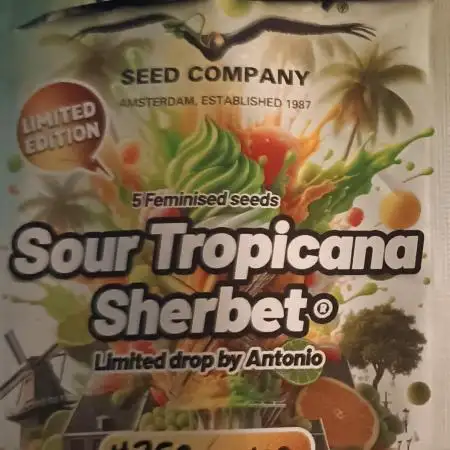 ®
SEED COMPANY
AMSTERDAM, ESTABLISHED 1987
LIMITED
EDITION
5 Feminised seeds
Sour Tropicana
Sherbet®
Limited drop by Antonio